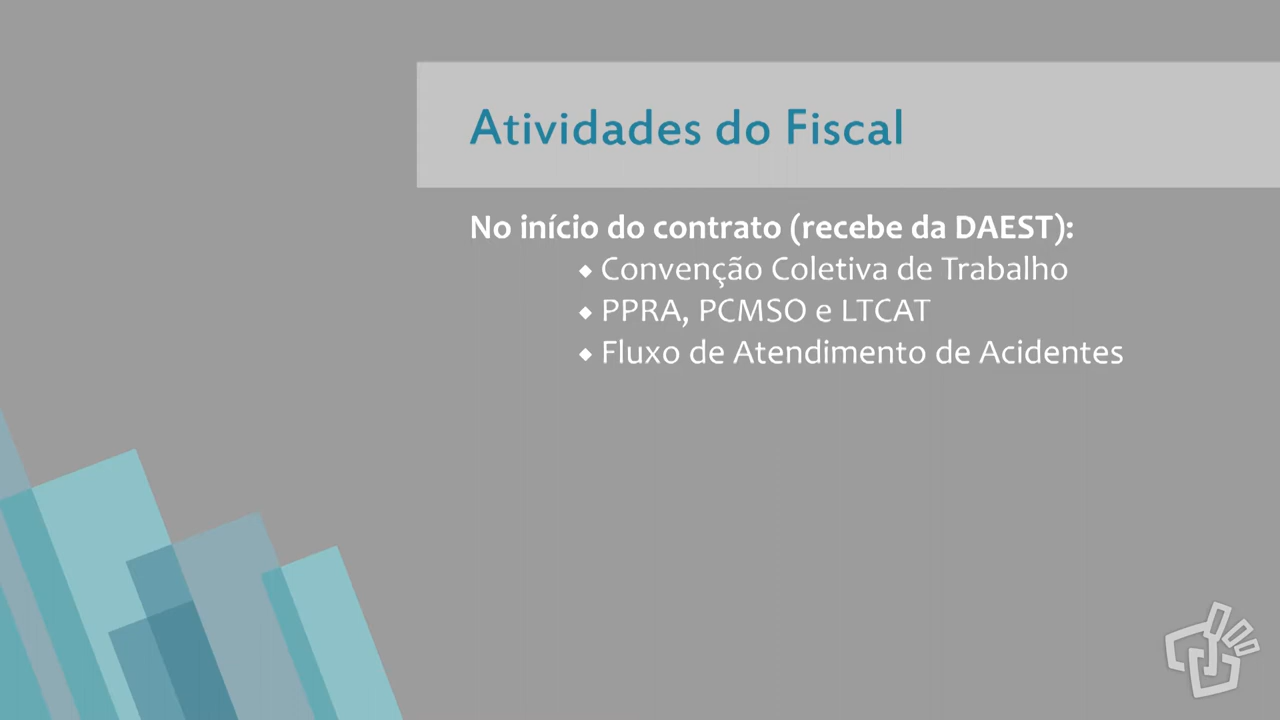 Atividades do Fiscal
No início do contrato (recebe da DAEST):
◆ Convenção Coletiva de Trabalho
◆ PPRA, PCMSO e LTCAT
◆ Fluxo de Atendimento de Acidentes